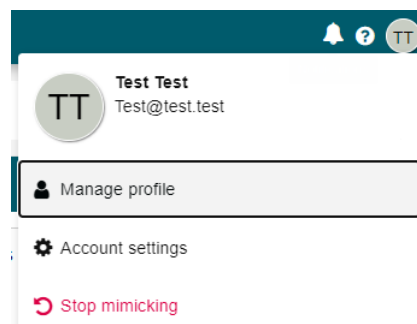 TT
TT
Test Test
Test@test.test
Manage profile
Account settings
Stop mimicking